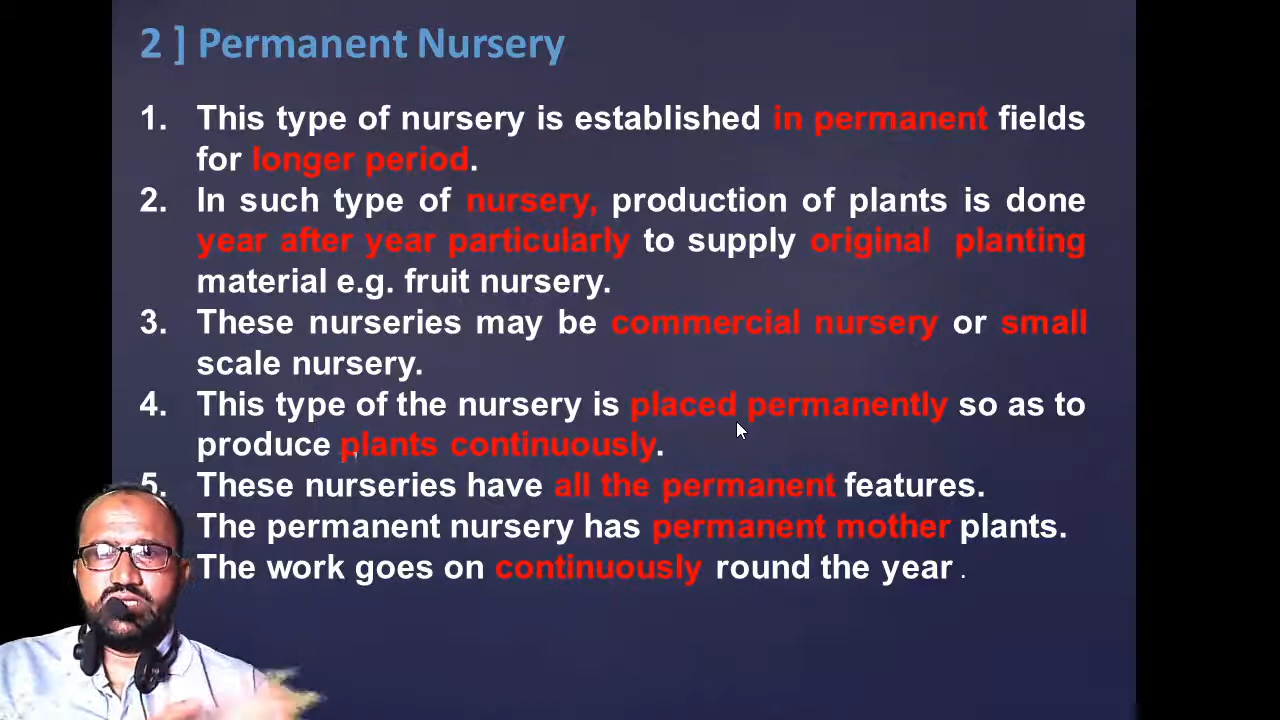 2 ] Permanent Nursery
1. This type of nursery is established in permanent fields
for longer period.
2. In such type of nursery, production of plants is done
year after year particularly to supply original planting
material e.g. fruit nursery.
3. These nurseries may be commercial nursery or small
scale nursery.
4. This type of the nursery is placed permanently so as to
produce plants continuously.
5. These nurseries have all the permanent features.
The permanent nursery has permanent mother plants.
The work goes on continuously round the year .